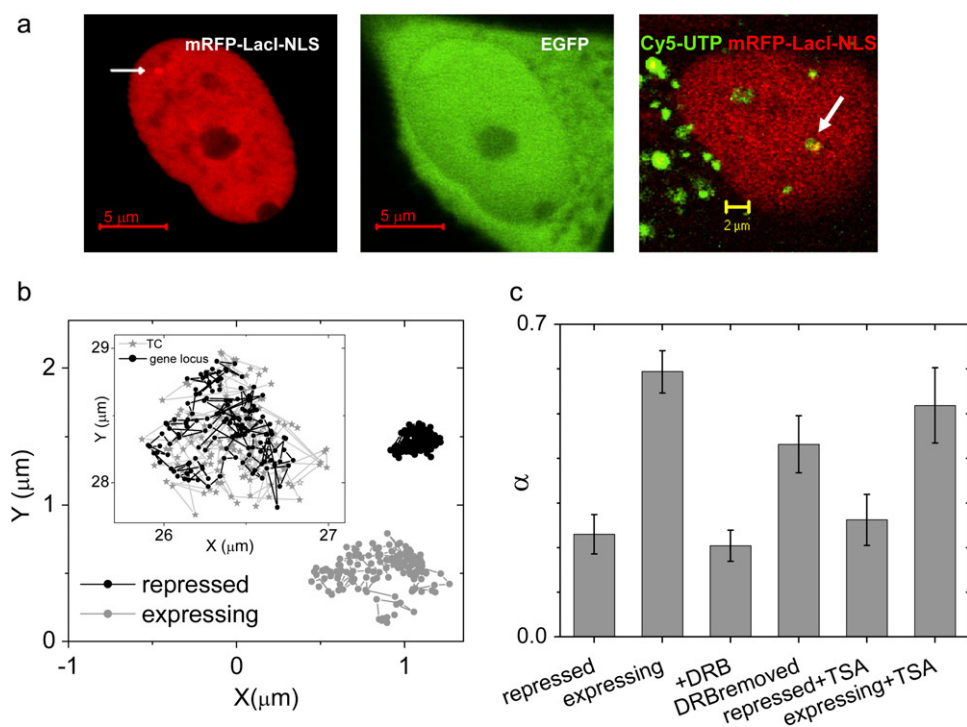 a
mRFP-LacI-NLS
5 μm
EGFP
5 μm
Cy5-UTP mRFP-LacI-NLS
2 μm
b
Y (μm)
2
1
0
-1
0
1
X(μm)
TC
gene locus
29
28
Y (μm)
26
27
X (μm)
repressed
expressing
c
α
0.7
0.0
repressed
expressing
+DRB
DRBremoved
repressed+TSA
expressing+TSA